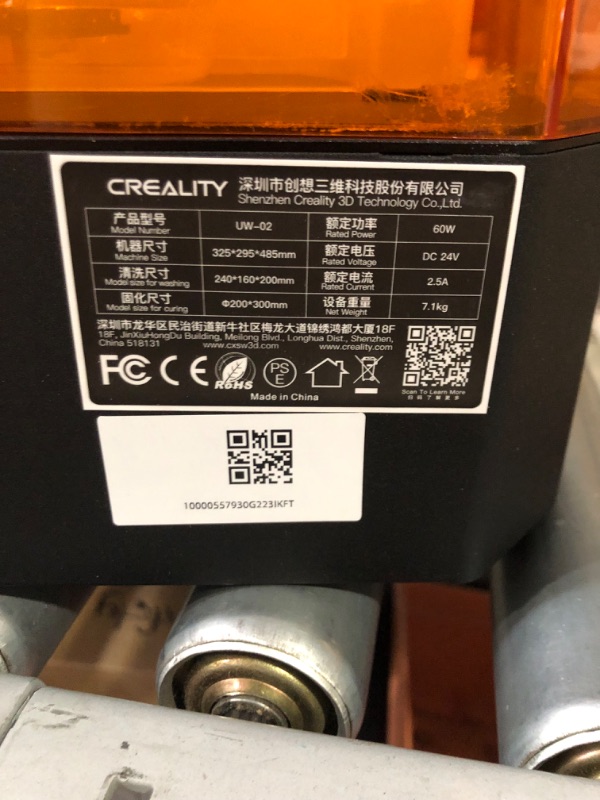 CREALITY 深圳市创想三维科技股份有限公司
Shenzhen Creality 3D Technology Co.,Ltd.
产品型号 UW-02 额定功率 60W
Model Number Rated Power
机器尺寸 325*295*485mm 额定电压 DC 24V
Machine Size Rated Voltage
清洗尺寸 240*160*200mm 额定电流 2.5A
Model size for washing Rated Current
固化尺寸 Φ200*300mm 设备重量 7.1kg
Model size for curing Net Weight
深圳市龙华区民治街道新牛社区梅龙大道锦绣鸿都大厦18F
18F, JinXiuHongDu Building, Meilong Blvd., Longhua Dist., Shenzhen,
China 518131 www.cxsw3d.com www.creality.com
FC CE RoHS PS E
Scan To Learn More
扫码了解更多
Made in China
10000557930G223IKFT